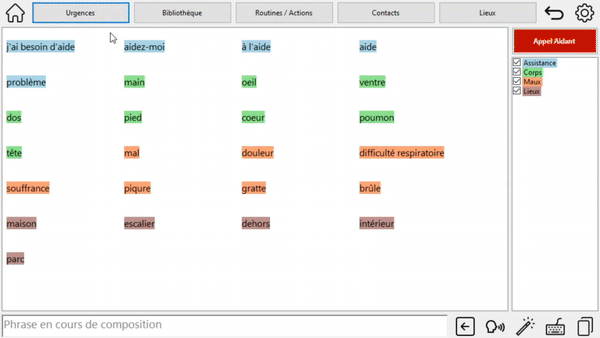 Urgences Bibliothèque Routines / Actions Contacts Lieux
j'ai besoin d'aide aidez-moi à l'aide aide
problème main oeil ventre
dos pied coeur poumon
tête mal douleur difficulté respiratoire
souffrance piqure gratte brûle
maison escalier dehors intérieur
parc
Appel Aidant
Assistance
Corps
Maux
Lieux
Phrase en cours de composition